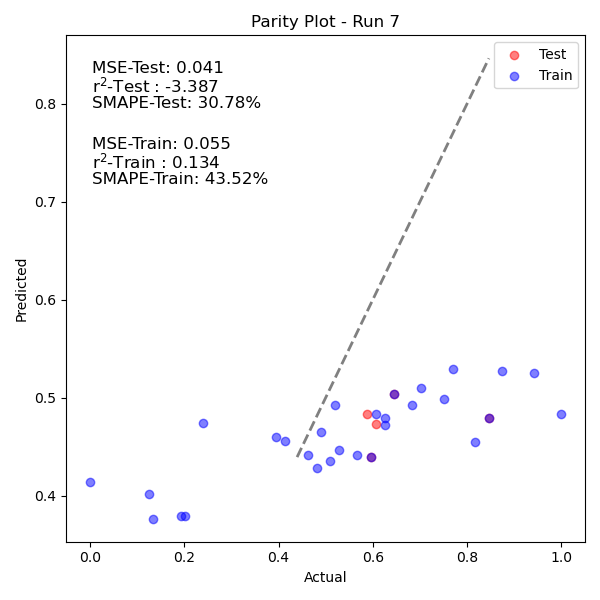 Parity Plot - Run 7
MSE-Test: 0.041
r²-Test : -3.387
SMAPE-Test: 30.78%
MSE-Train: 0.055
r²-Train : 0.134
SMAPE-Train: 43.52%
Test
Train
Predicted
0.8
0.7
0.6
0.5
0.4
0.0 0.2 0.4 0.6 0.8 1.0
Actual